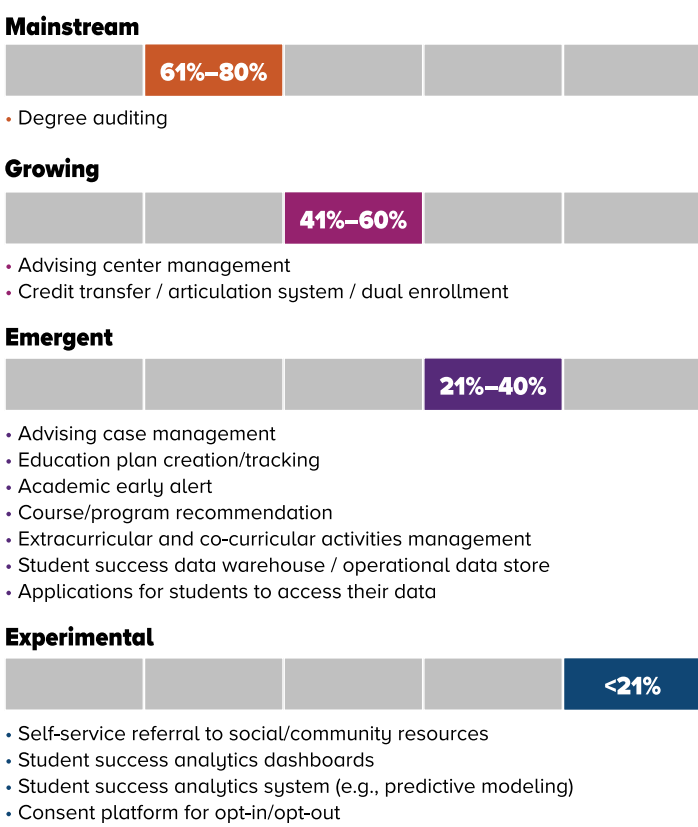 Mainstream
61%–80%
• Degree auditing
Growing
41%–60%
• Advising center management
• Credit transfer / articulation system / dual enrollment
Emergent
21%–40%
• Advising case management
• Education plan creation/tracking
• Academic early alert
• Course/program recommendation
• Extracurricular and co-curricular activities management
• Student success data warehouse / operational data store
• Applications for students to access their data
Experimental
<21%
• Self-service referral to social/community resources
• Student success analytics dashboards
• Student success analytics system (e.g., predictive modeling)
• Consent platform for opt-in/opt-out